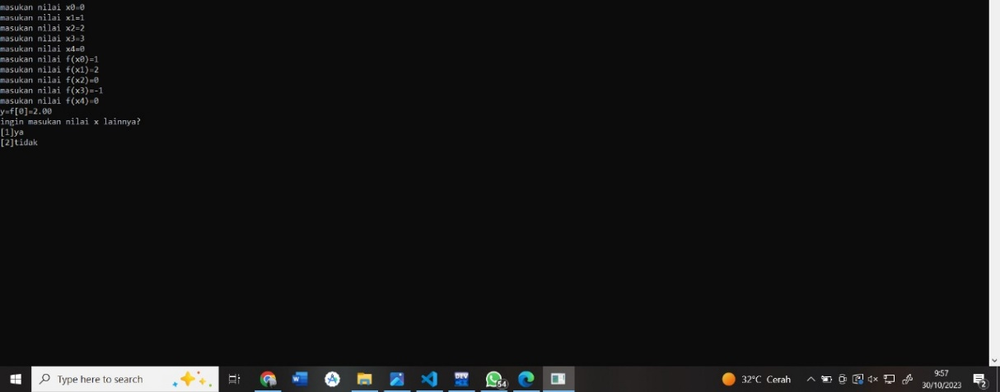 masukan nilai x0=0
masukan nilai x1=1
masukan nilai x2=2
masukan nilai x3=3
masukan nilai x4=0
masukan nilai f(x0)=1
masukan nilai f(x1)=2
masukan nilai f(x2)=0
masukan nilai f(x3)=-1
masukan nilai f(x4)=0
y=f[0]=2.00
ingin masukan nilai x lainnya?
[1]ya
[2]tidak
Type here to search
W
DEV
54
32°C Cerah
9:57
30/10/2023
2